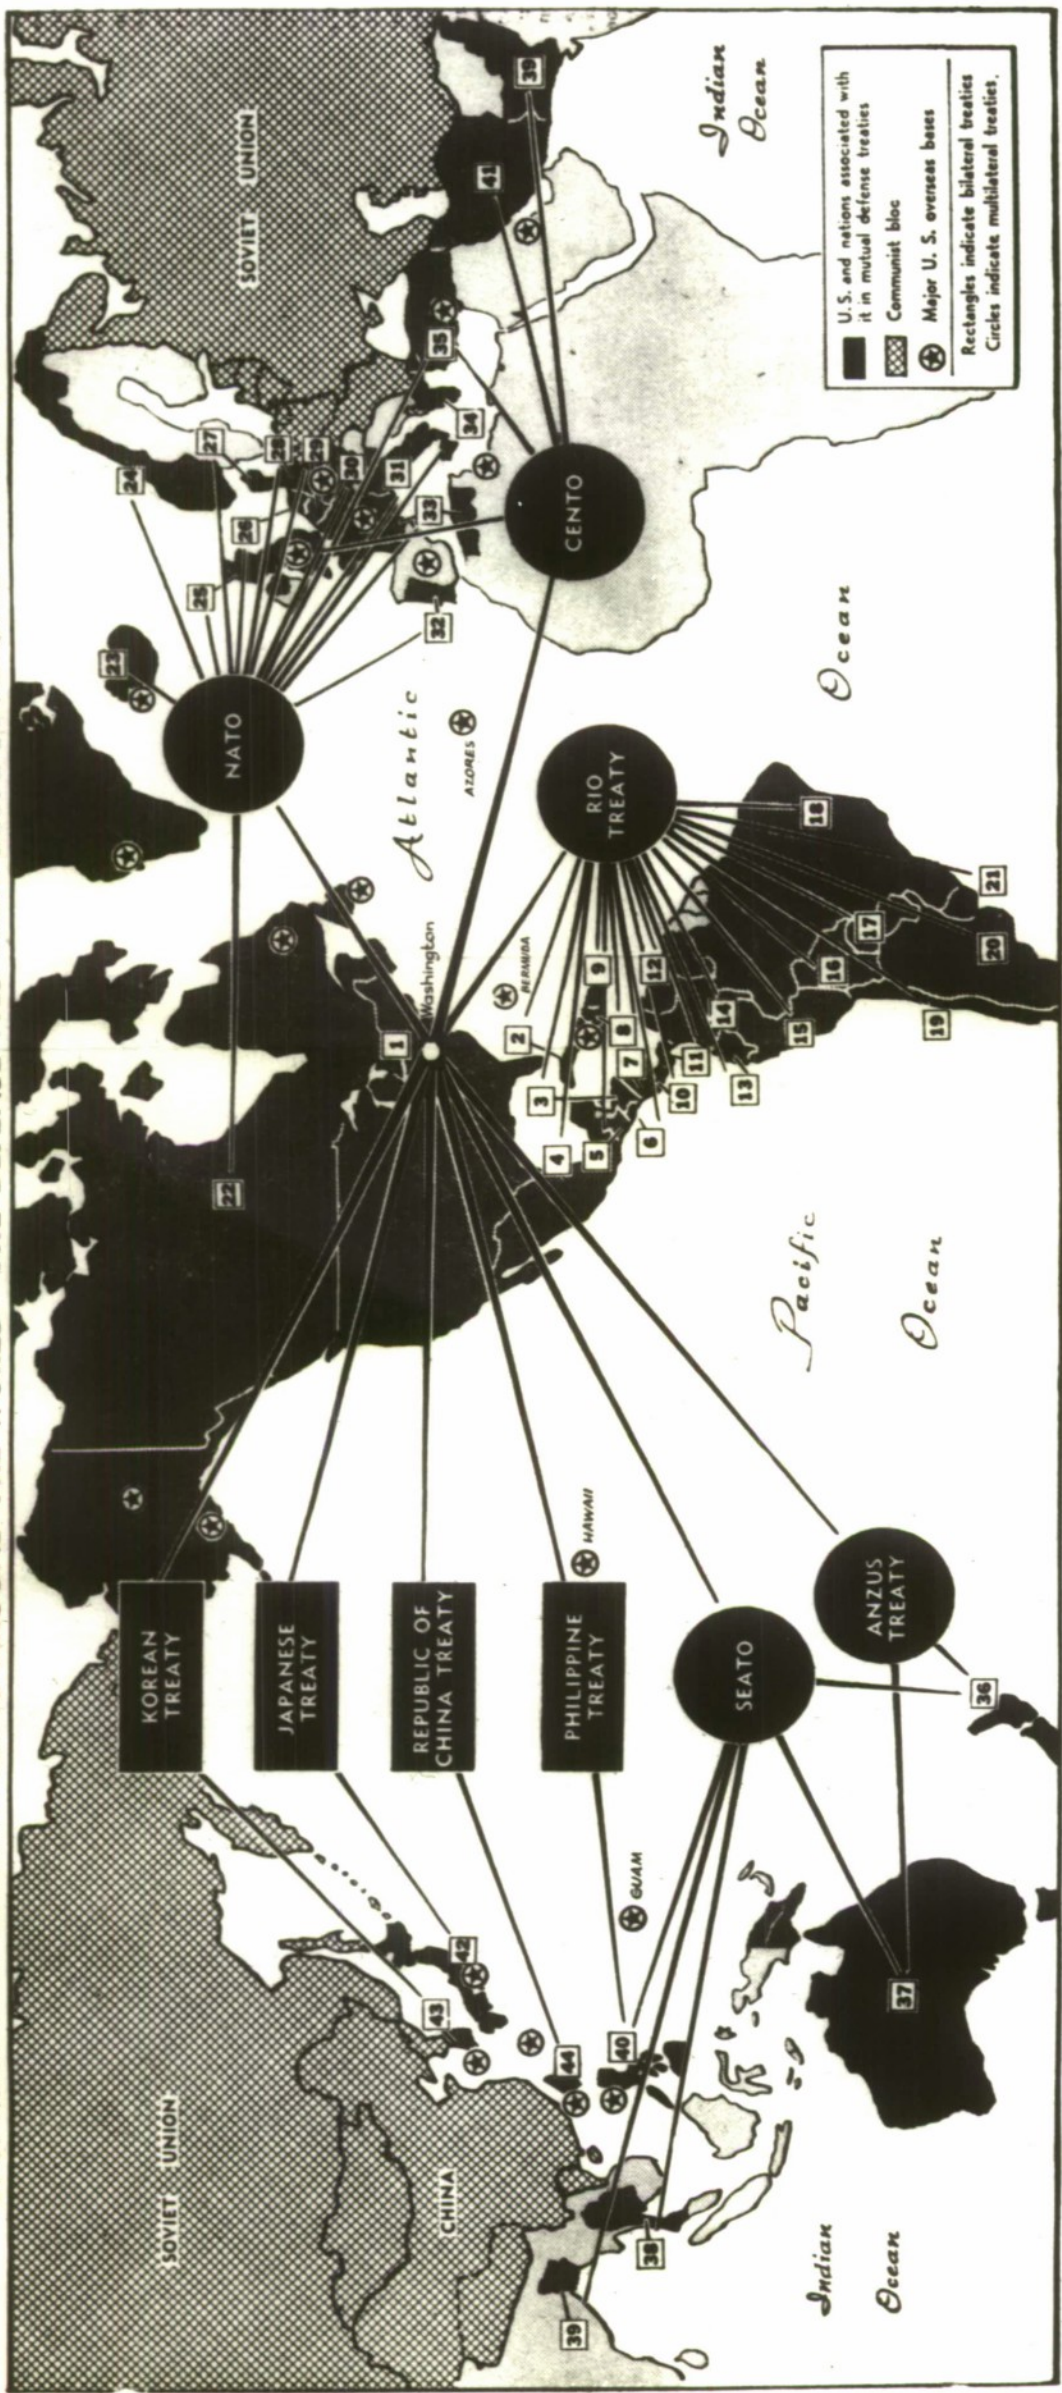 SOVIET UNION
CHINA
SOVIET UNION
KOREAN
TREATY
JAPANESE
TREATY
REPUBLIC OF
CHINA TREATY
PHILIPPINE
TREATY
SEATO
ANZUS
TREATY
NATO
RIO
TREATY
CENTO
HAWAII
GUAM
Washington
BERMUDA
AZORES
Atlantic
Ocean
Pacific
Ocean
Indian
Ocean
Indian
Ocean
1
2
3
4
5
6
7
8
9
10
11
12
13
14
15
16
17
18
19
20
21
22
23
24
25
26
27
28
29
30
31
32
33
34
35
36
37
38
39
39
40
41
42
43
44
U.S. and nations associated with
it in mutual defense treaties
Communist bloc
Major U. S. overseas bases
Rectangles indicate bilateral treaties
Circles indicate multilateral treaties.